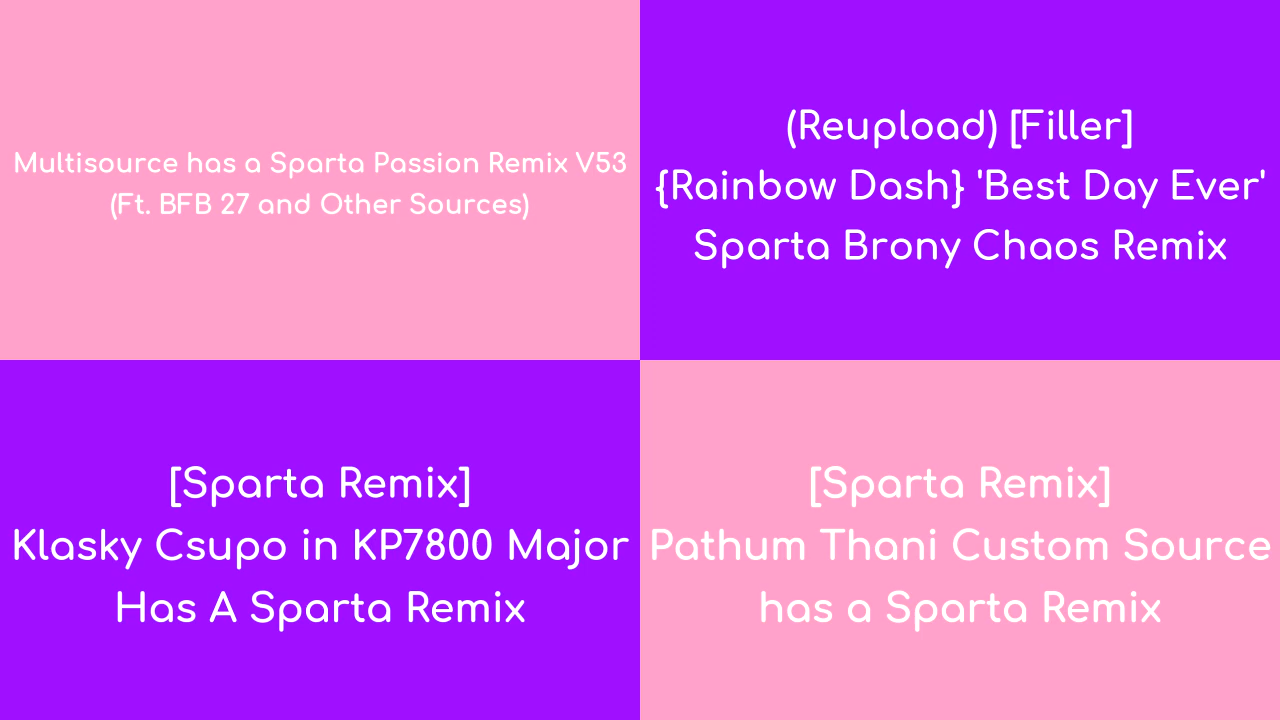 Multisource has a Sparta Passion Remix V53
(Ft. BFB 27 and Other Sources)
(Reupload) [Filler]
{Rainbow Dash} 'Best Day Ever'
Sparta Brony Chaos Remix
[Sparta Remix]
Klasky Csupo in KP7800 Major
Has A Sparta Remix
[Sparta Remix]
Pathum Thani Custom Source
has a Sparta Remix